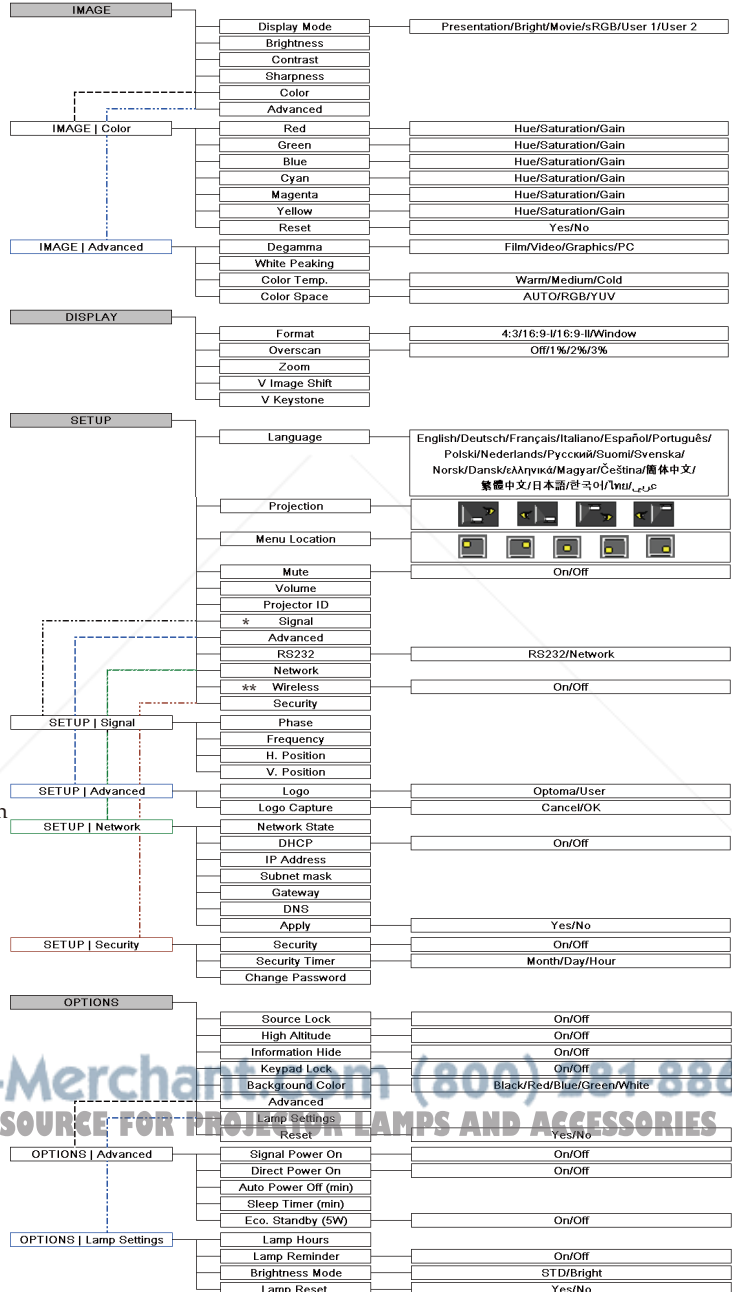 IMAGE
Display Mode Presentation/Bright/Movie/sRGB/User 1/User 2
Brightness
Contrast
Sharpness
Color
Advanced
IMAGE | Color Red Hue/Saturation/Gain
Green Hue/Saturation/Gain
Blue Hue/Saturation/Gain
Cyan Hue/Saturation/Gain
Magenta Hue/Saturation/Gain
Yellow Hue/Saturation/Gain
Reset Yes/No
IMAGE | Advanced Degamma Film/Video/Graphics/PC
White Peaking
Color Temp. Warm/Medium/Cold
Color Space AUTO/RGB/YUV
DISPLAY
Format 4:3/16:9-I/16:9-II/Window
Overscan Off/1%/2%/3%
Zoom
V Image Shift
V Keystone
SETUP
Language English/Deutsch/Français/Italiano/Español/Português/
Polski/Nederlands/Русский/Suomi/Svenska/
Norsk/Dansk/ελληνικά/Magyar/Čeština/簡体中文/
繁體中文/日本語/한국어/ไทย/عربي
Projection
Menu Location
Mute On/Off
Volume
Projector ID
* Signal
Advanced
RS232 RS232/Network
Network
** Wireless On/Off
Security
SETUP | Signal Phase
Frequency
H. Position
V. Position
SETUP | Advanced Logo Optoma/User
Logo Capture Cancel/OK
SETUP | Network Network State
DHCP On/Off
IP Address
Subnet mask
Gateway
DNS
Apply Yes/No
SETUP | Security Security On/Off
Security Timer Month/Day/Hour
Change Password
OPTIONS
Source Lock On/Off
High Altitude On/Off
Information Hide On/Off
Keypad Lock On/Off
-Merchant.com (800) 281-886
Background Color Black/Red/Blue/Green/White
Advanced
Lamp Settings
SOURCE FOR PROJECTOR LAMPS AND ACCESSORIES
Reset Yes/No
OPTIONS | Advanced Signal Power On On/Off
Direct Power On On/Off
Auto Power Off (min)
Sleep Timer (min)
Eco. Standby (5W) On/Off
OPTIONS | Lamp Settings Lamp Hours
Lamp Reminder On/Off
Brightness Mode STD/Bright
Lamp Reset Yes/No